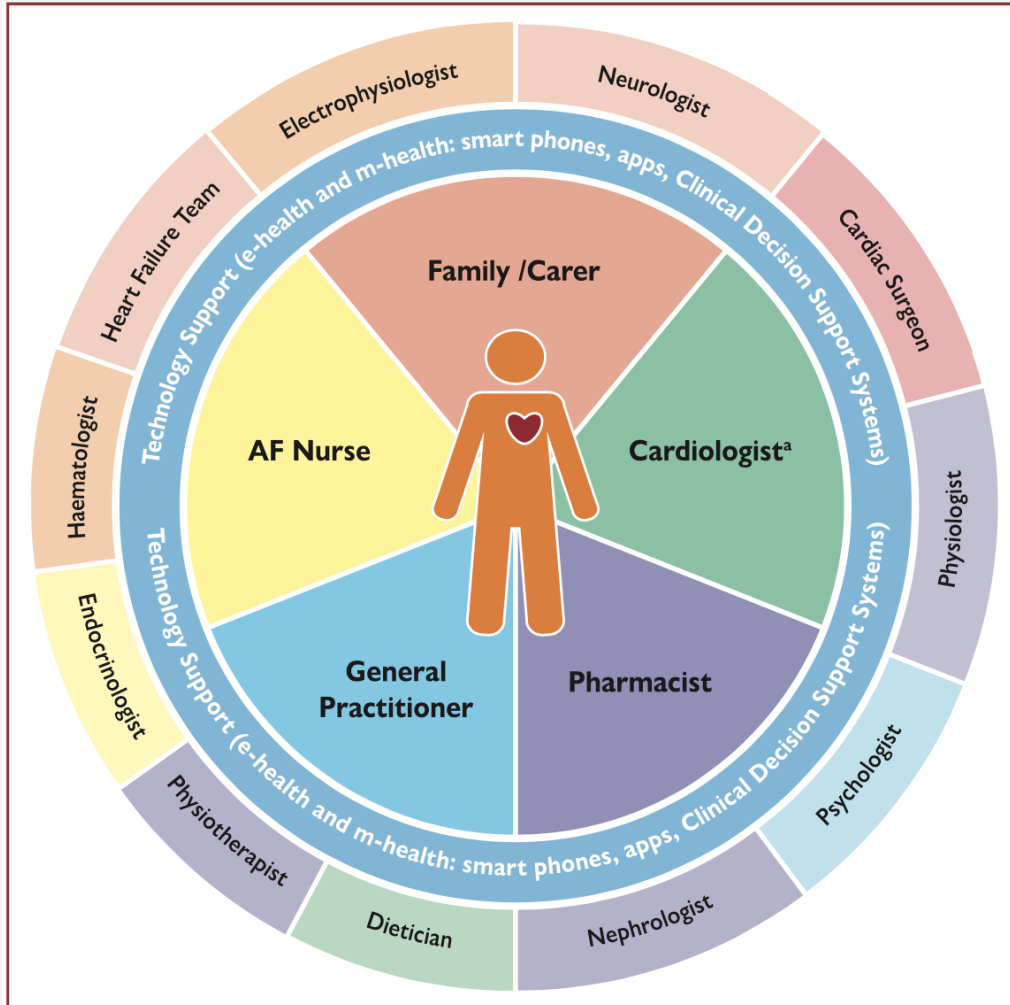 Electrophysiologist
Neurologist
Cardiac Surgeon
Physiologist
Psychologist
Nephrologist
Dietician
Physiotherapist
Endocrinologist
Haematologist
Heart Failure Team
Technology Support (e-health and m-health: smart phones, apps, Clinical Decision Support Systems)
Technology Support (e-health and m-health: smart phones, apps, Clinical Decision Support Systems)
Family /Carer
Cardiologistᵃ
Pharmacist
General
Practitioner
AF Nurse